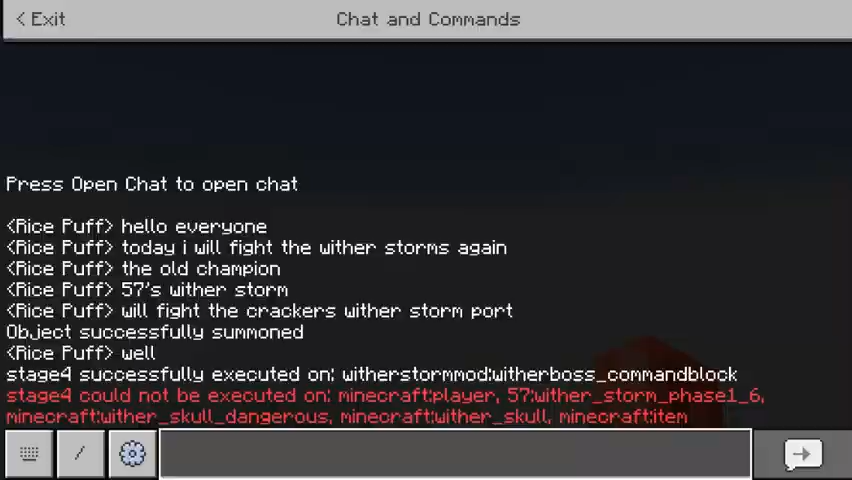 < Exit
Chat and Commands
Press Open Chat to open chat
<Rice Puff> hello everyone
<Rice Puff> today i will fight the wither storms again
<Rice Puff> the old champion
<Rice Puff> 57's wither storm
<Rice Puff> will fight the crackers wither storm port
Object successfully summoned
<Rice Puff> well
stage4 successfully executed on: witherstormmod:witherboss_commandblock
stage4 could not be executed on: minecraft:player, 57:wither_storm_phase1_6,
minecraft:wither_skull_dangerous, minecraft:wither_skull, minecraft:item
/